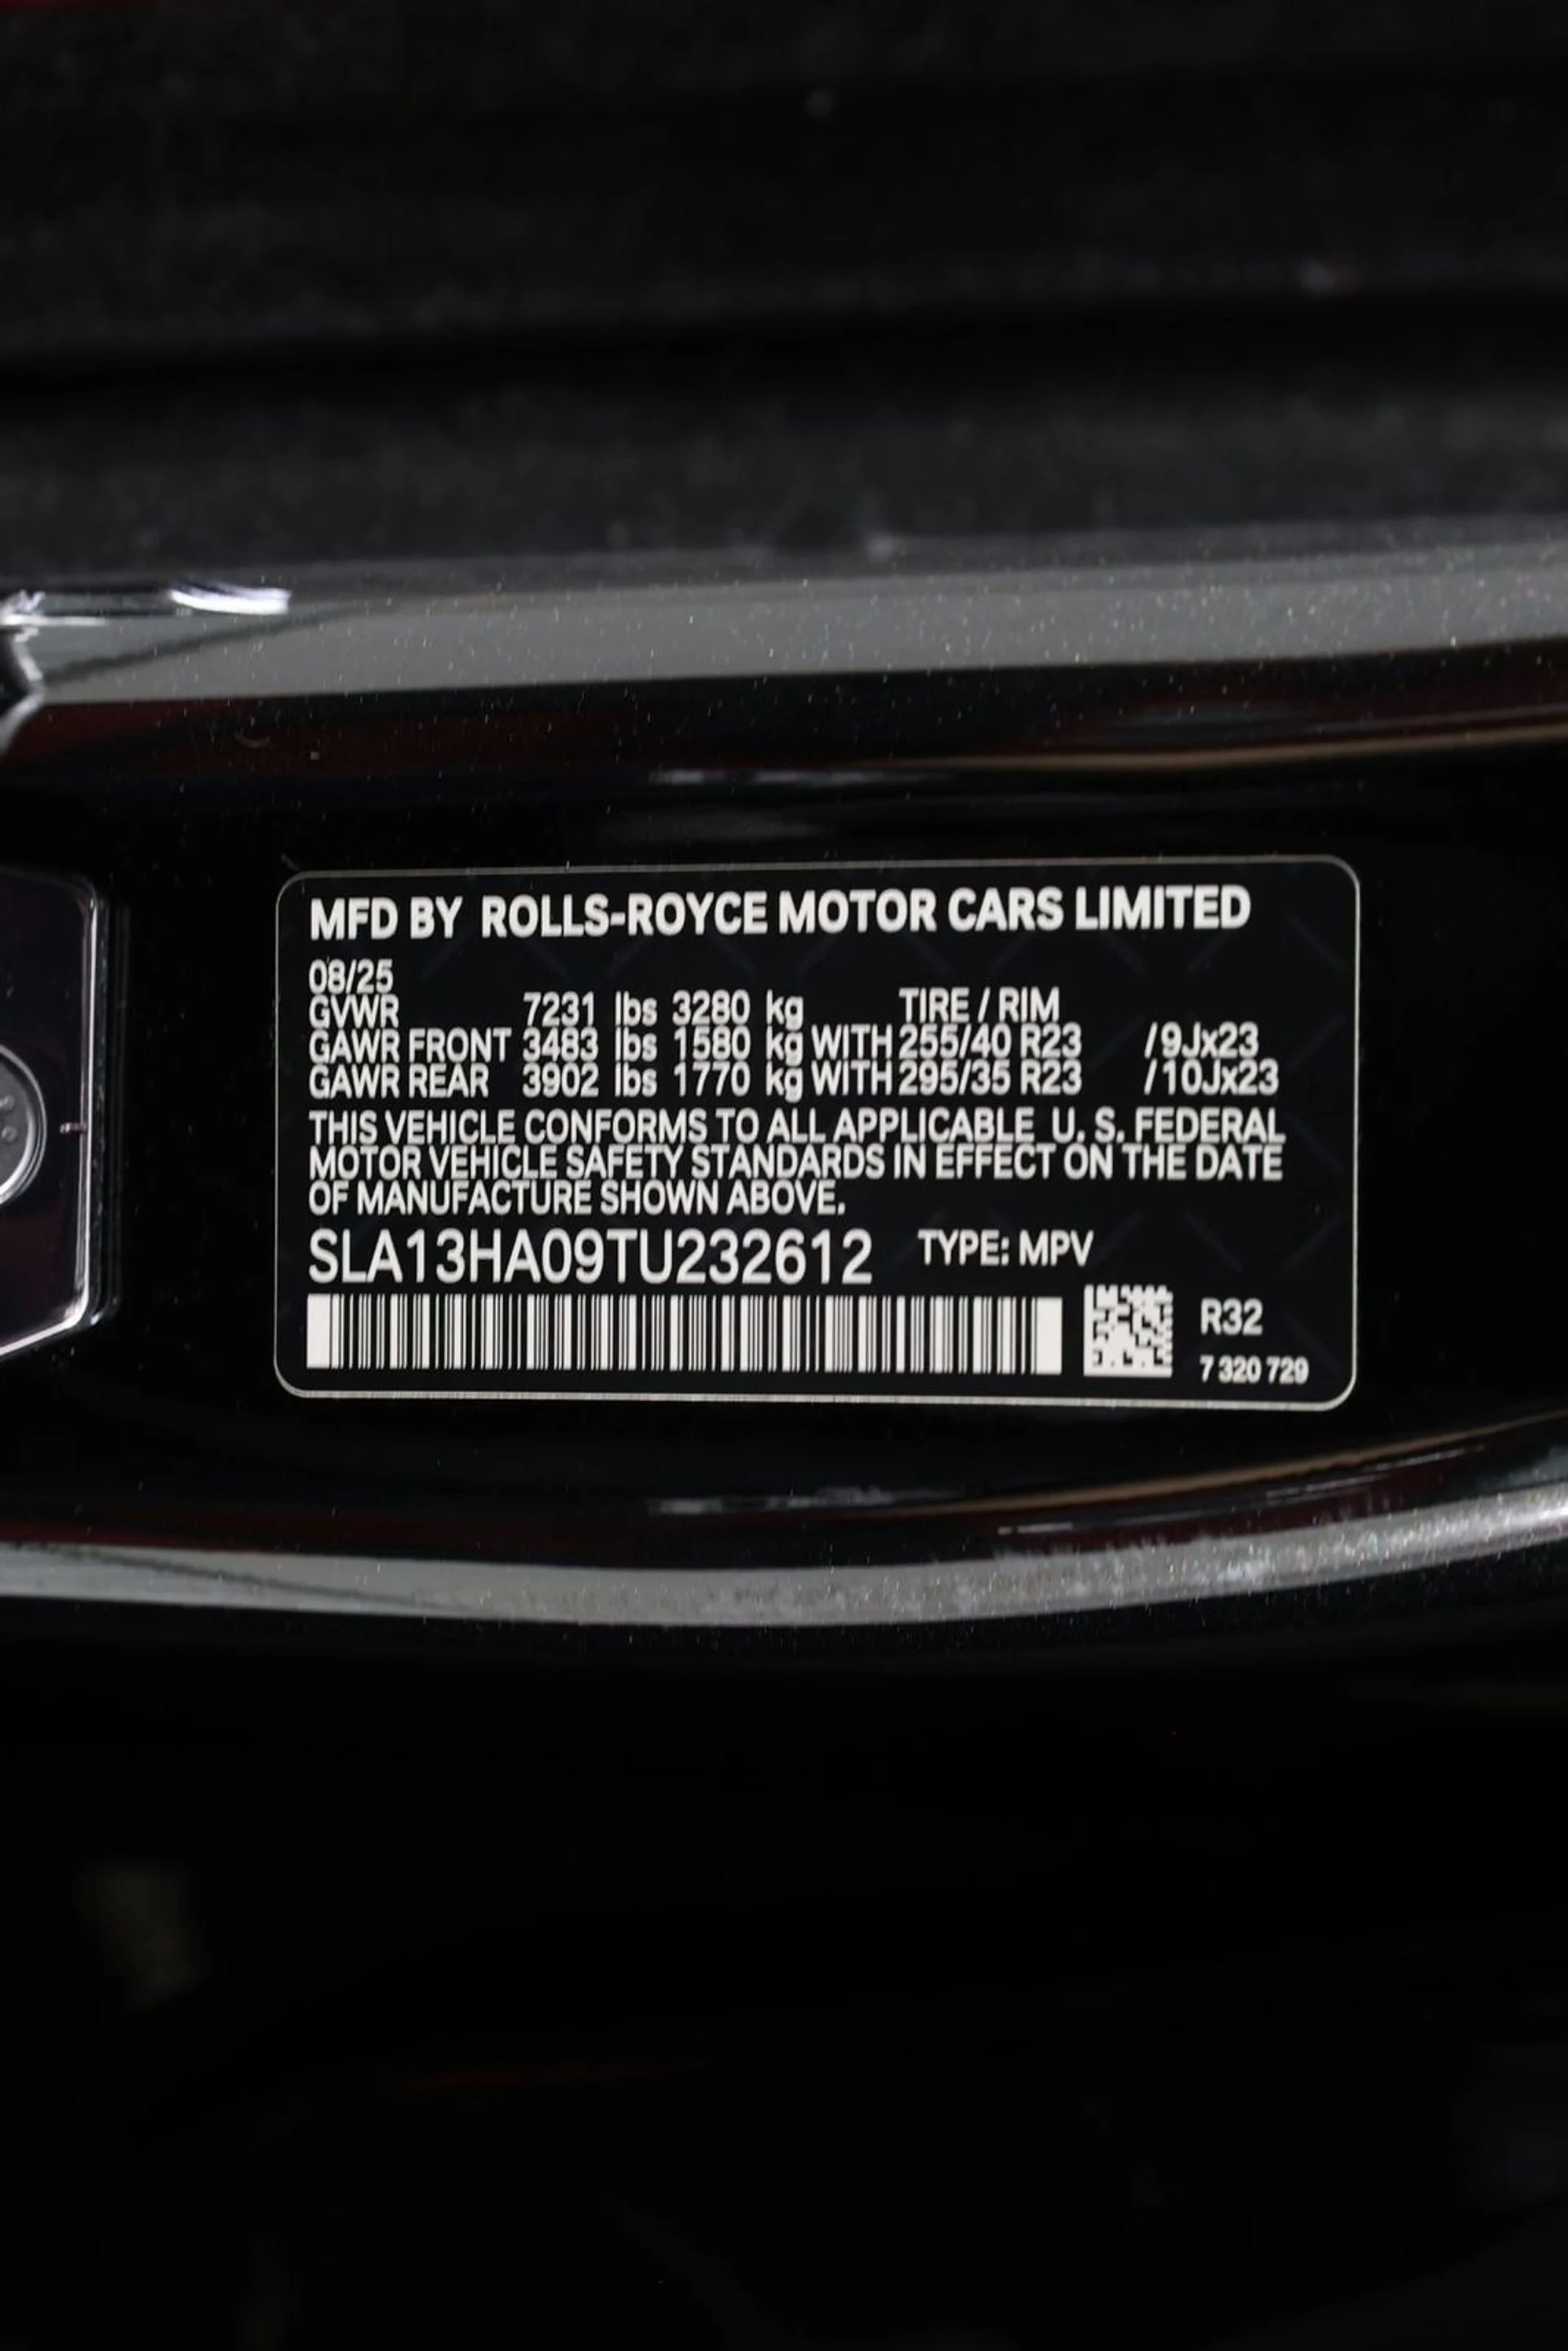 MFD BY ROLLS-ROYCE MOTOR CARS LIMITED
08/25
GVWR 7231 lbs 3280 kg TIRE / RIM
GAWR FRONT 3483 lbs 1580 kg WITH 255/40 R23 /9Jx23
GAWR REAR 3902 lbs 1770 kg WITH 295/35 R23 /10Jx23
THIS VEHICLE CONFORMS TO ALL APPLICABLE U. S. FEDERAL
MOTOR VEHICLE SAFETY STANDARDS IN EFFECT ON THE DATE
OF MANUFACTURE SHOWN ABOVE.
SLA13HA09TU232612 TYPE: MPV
R32
7 320 729